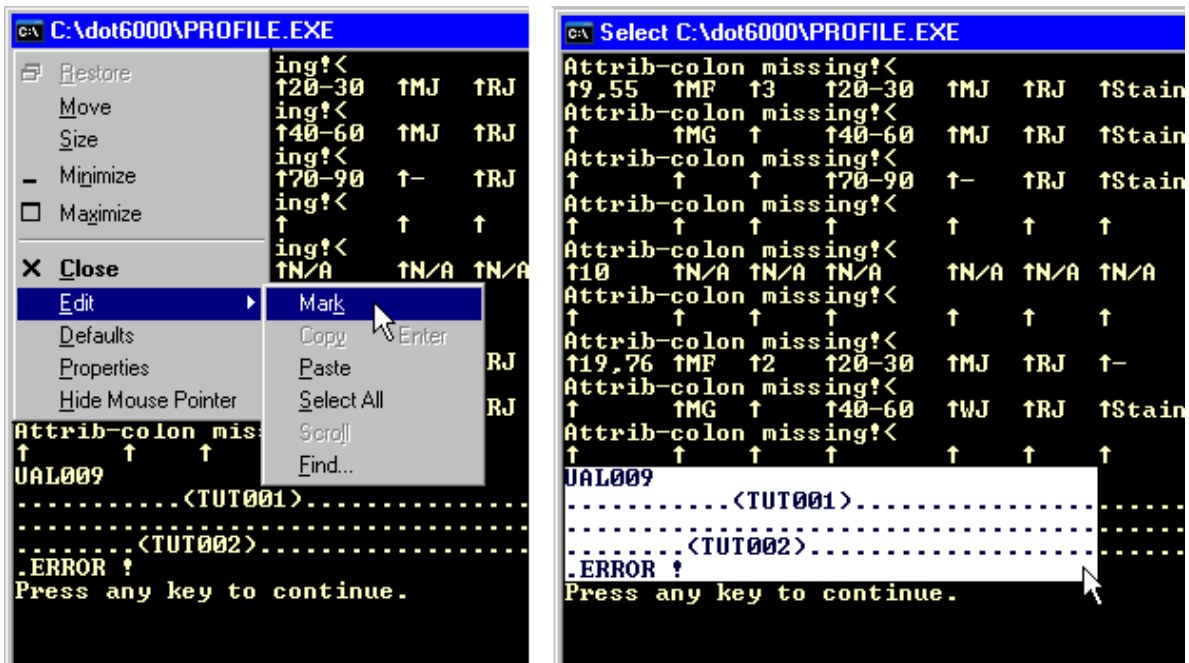 C:\dot6000\PROFILE.EXE
Restore
Move
Size
Minimize
Maximize
Close
Edit
Defaults
Properties
Hide Mouse Pointer
Mark
Copy Enter
Paste
Select All
Scroll
Find...
ing!<
↑20-30 ↑MJ ↑RJ
ing!<
↑40-60 ↑MJ ↑RJ
ing!<
↑70-90 ↑- ↑RJ
ing!<
↑ ↑ ↑
ing!<
↑N/A ↑N/A ↑N/A
RJ
RJ
Attrib-colon mis
↑ ↑ ↑
UAL009
...........(TUT001)..............
.................................
........(TUT002).................
.ERROR !
Press any key to continue.
Select C:\dot6000\PROFILE.EXE
Attrib-colon missing!<
↑9,55 ↑MF ↑3 ↑20-30 ↑MJ ↑RJ ↑Stain
Attrib-colon missing!<
↑ ↑MG ↑ ↑40-60 ↑MJ ↑RJ ↑Stain
Attrib-colon missing!<
↑ ↑ ↑ ↑70-90 ↑- ↑RJ ↑Stain
Attrib-colon missing!<
↑ ↑ ↑ ↑ ↑ ↑ ↑
Attrib-colon missing!<
↑10 ↑N/A ↑N/A ↑N/A ↑N/A ↑N/A ↑N/A
Attrib-colon missing!<
↑ ↑ ↑ ↑ ↑ ↑ ↑
Attrib-colon missing!<
↑19,76 ↑MF ↑2 ↑20-30 ↑MJ ↑RJ ↑-
Attrib-colon missing!<
↑ ↑MG ↑ ↑40-60 ↑WJ ↑RJ ↑Stain
Attrib-colon missing!<
↑ ↑ ↑ ↑ ↑ ↑ ↑
UAL009
...........(TUT001)...................
......................................
........(TUT002)......................
.ERROR !
Press any key to continue.